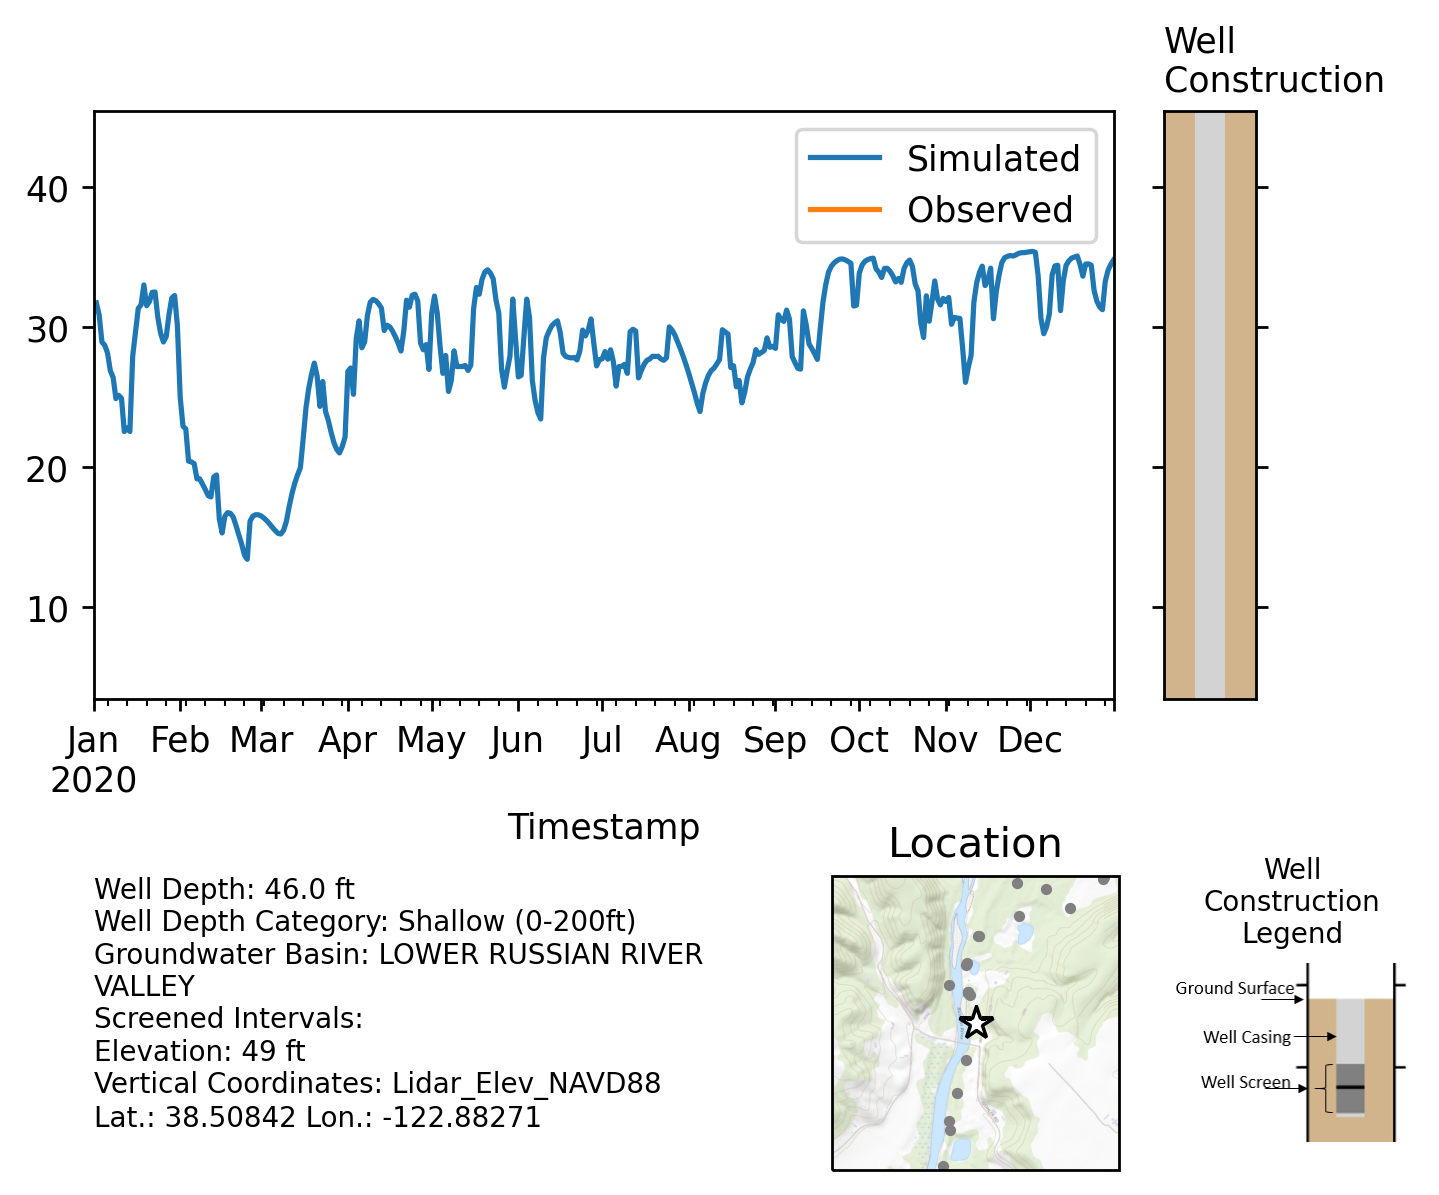 Well
Construction
Simulated
Observed
40
30
20
10
Jan Feb Mar Apr May Jun Jul Aug Sep Oct Nov Dec
2020
Timestamp
Well Depth: 46.0 ft
Well Depth Category: Shallow (0-200ft)
Groundwater Basin: LOWER RUSSIAN RIVER
VALLEY
Screened Intervals:
Elevation: 49 ft
Vertical Coordinates: Lidar_Elev_NAVD88
Lat.: 38.50842 Lon.: -122.88271
Location
Well
Construction
Legend
Ground Surface
Well Casing
Well Screen